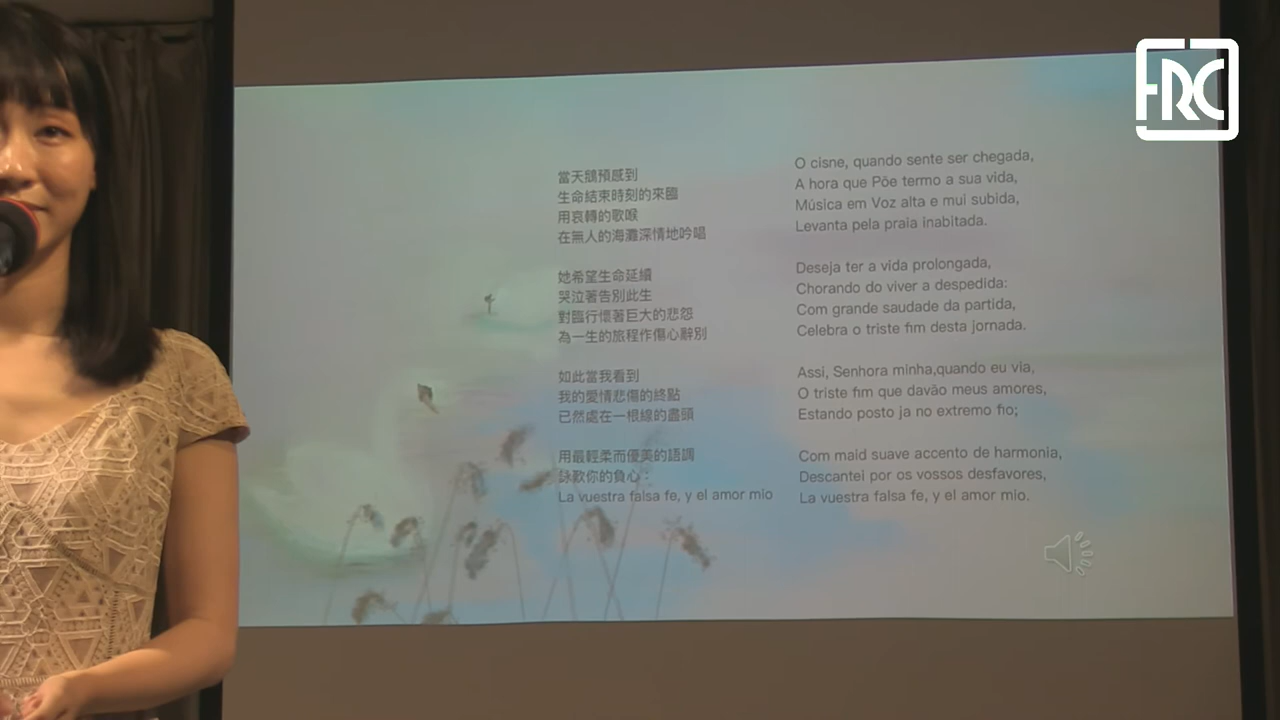 FRC
當天鵝預感到
生命結束時刻的來臨
用哀轉的歌喉
在無人的海灘深情地吟唱
她希望生命延續
哭泣著告別此生
對臨行懷著巨大的悲怨
為一生的旅程作傷心辭別
如此當我看到
我的愛情悲傷的終點
已然處在一根線的盡頭
用最輕柔而優美的語調
詠歎你的負心：
La vuestra falsa fe, y el amor mio
O cisne, quando sente ser chegada,
A hora que Põe termo a sua vida,
Música em Voz alta e mui subida,
Levanta pela praia inabitada.
Deseja ter a vida prolongada,
Chorando do viver a despedida:
Com grande saudade da partida,
Celebra o triste fim desta jornada.
Assi, Senhora minha,quando eu via,
O triste fim que davão meus amores,
Estando posto ja no extremo fio;
Com maid suave accento de harmonia,
Descantei por os vossos desfavores,
La vuestra falsa fe, y el amor mio.